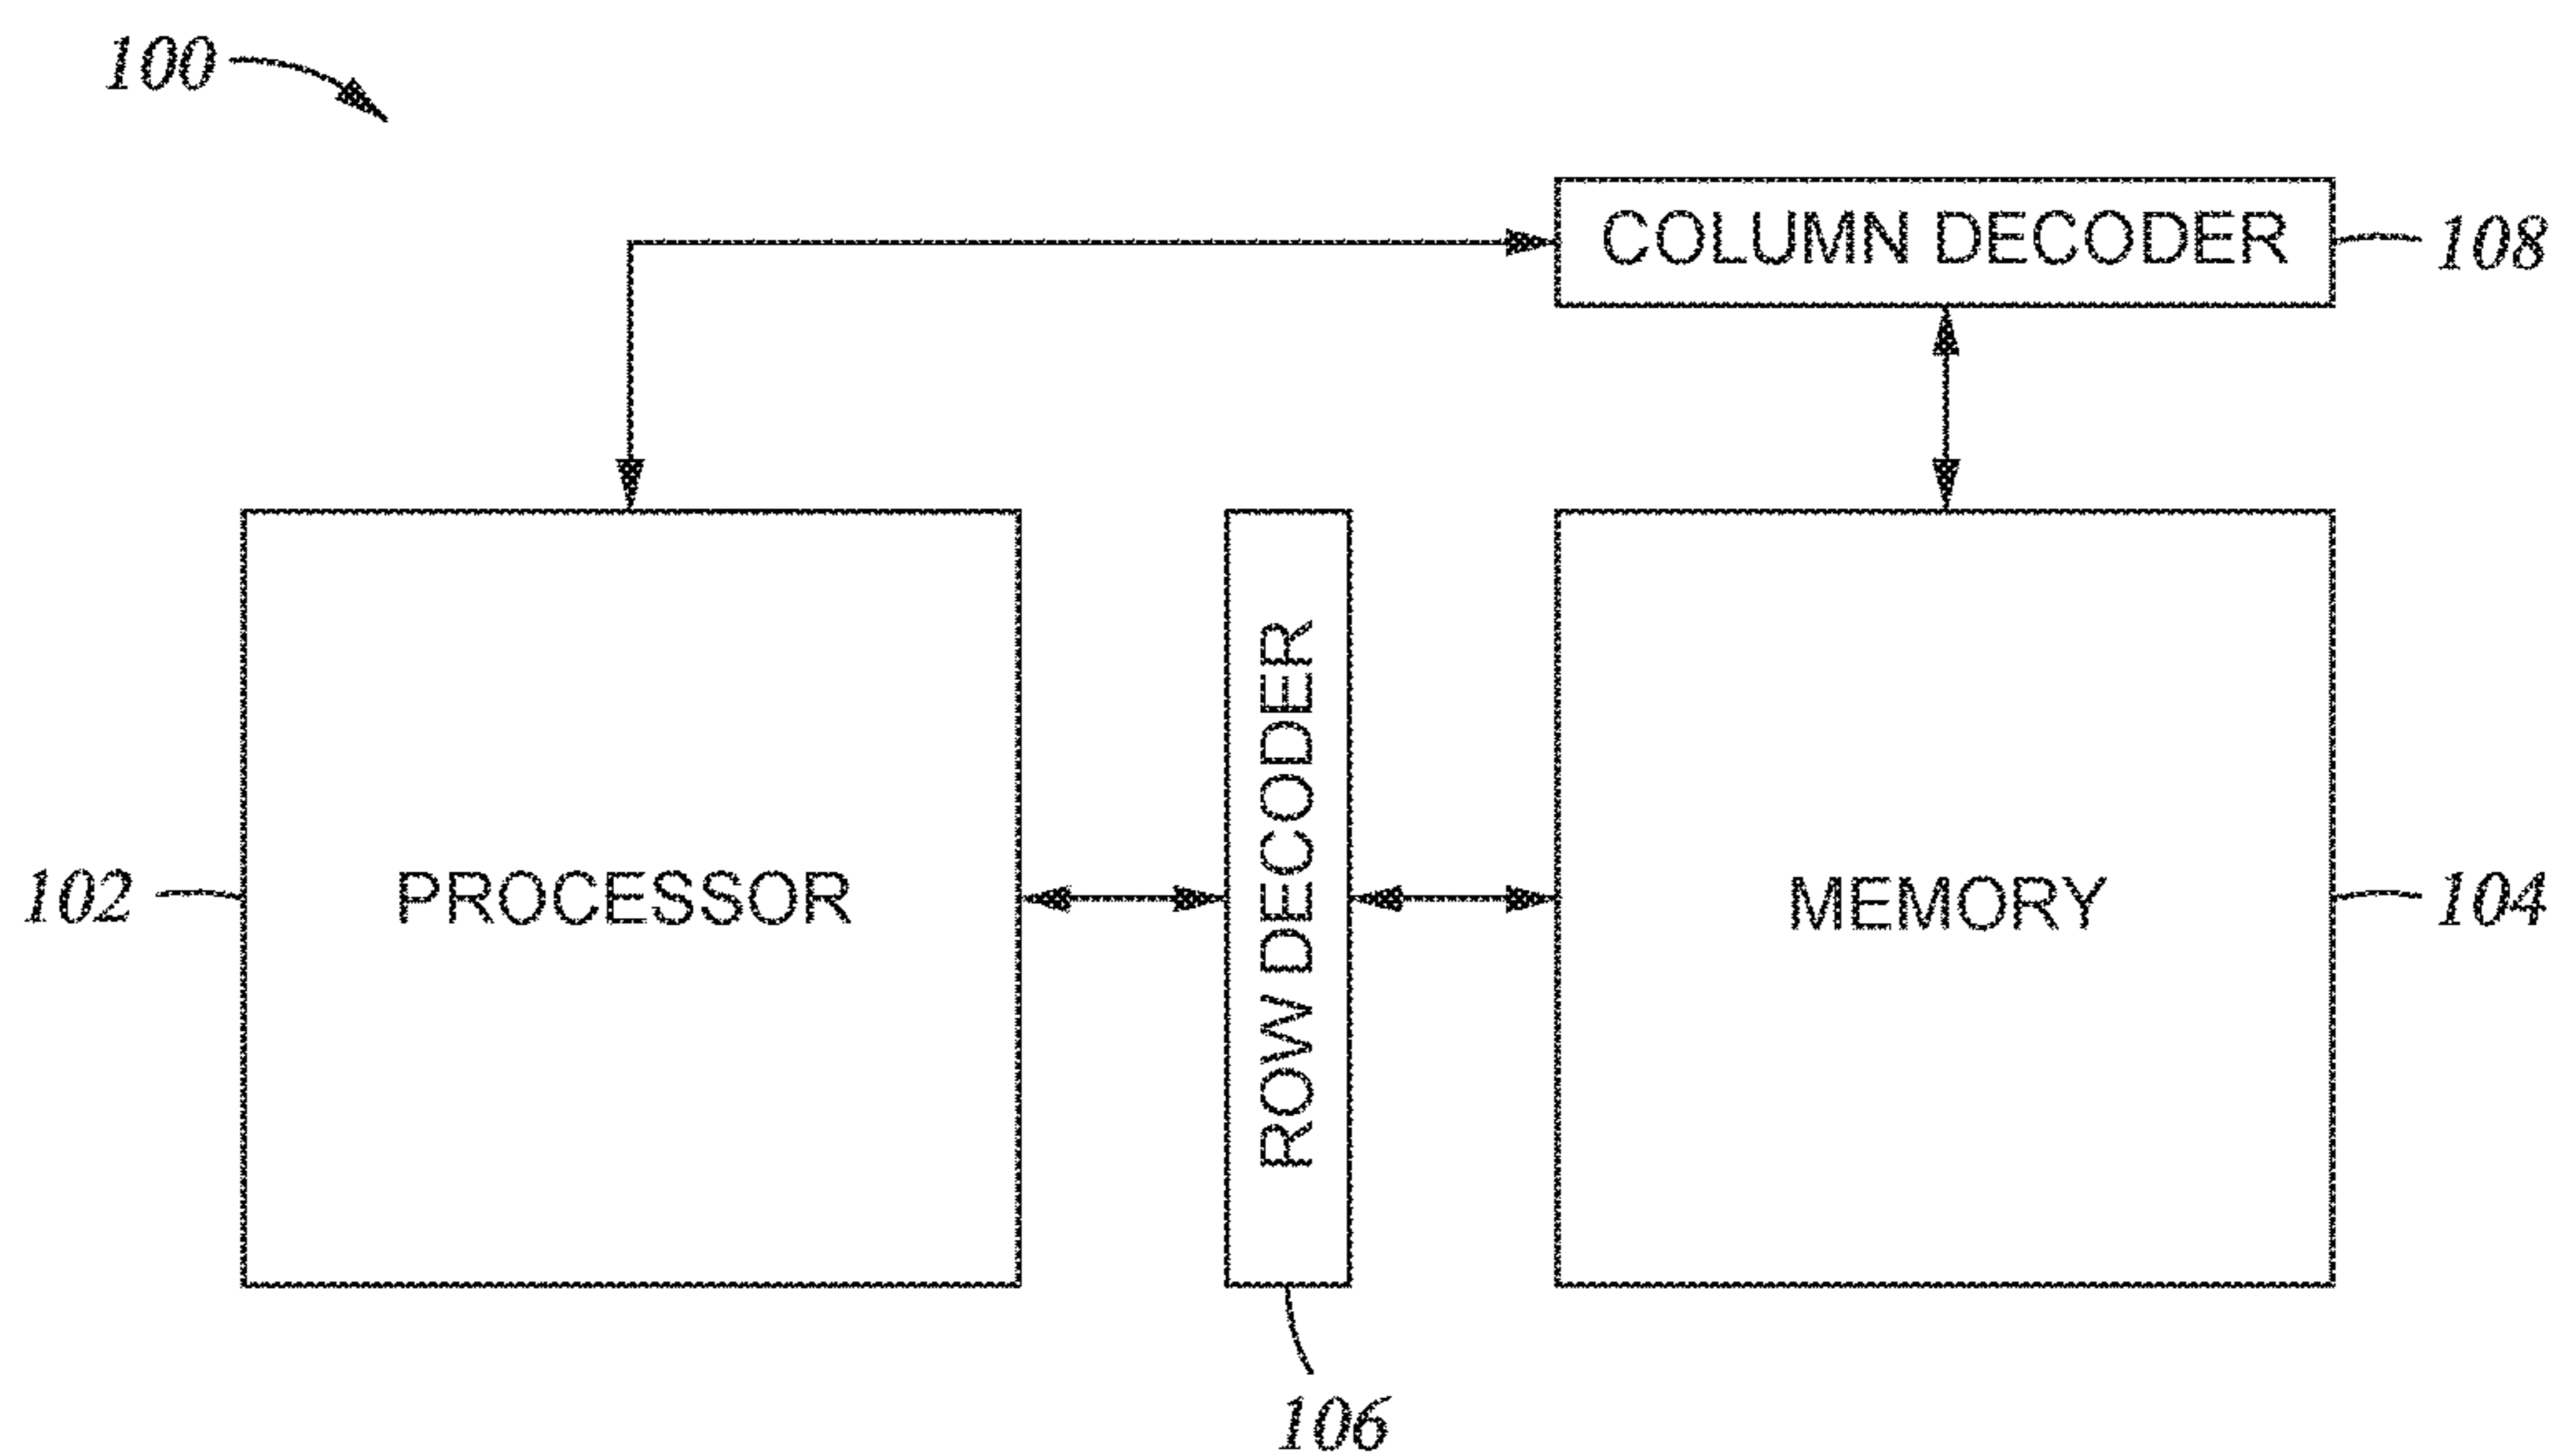 100
COLUMN DECODER
108
102
PROCESSOR
ROW DECODER
MEMORY
104
106